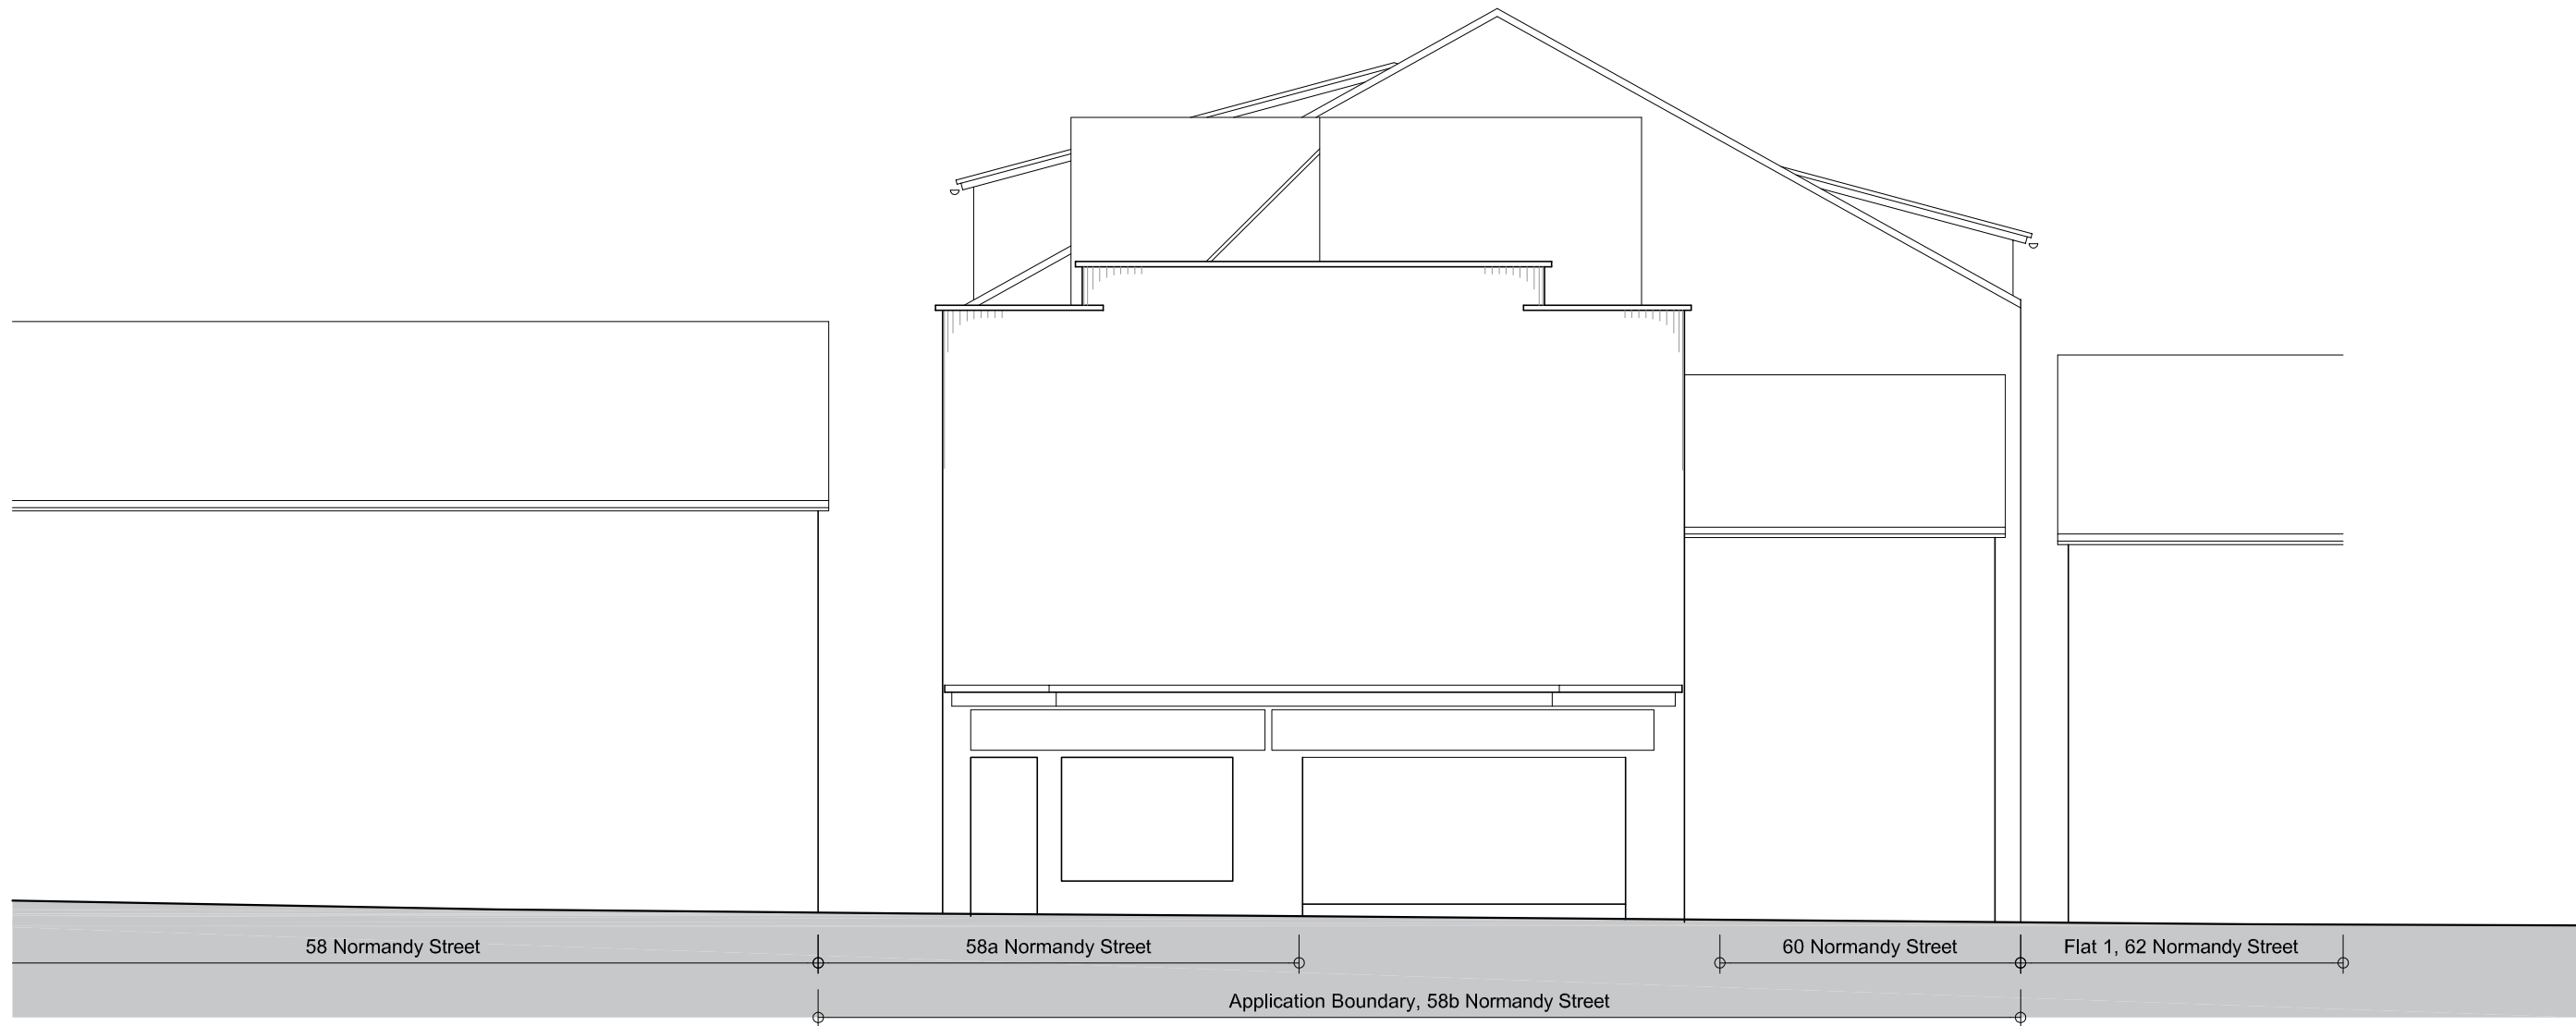 58 Normandy Street
58a Normandy Street
60 Normandy Street
Flat 1, 62 Normandy Street
Application Boundary, 58b Normandy Street